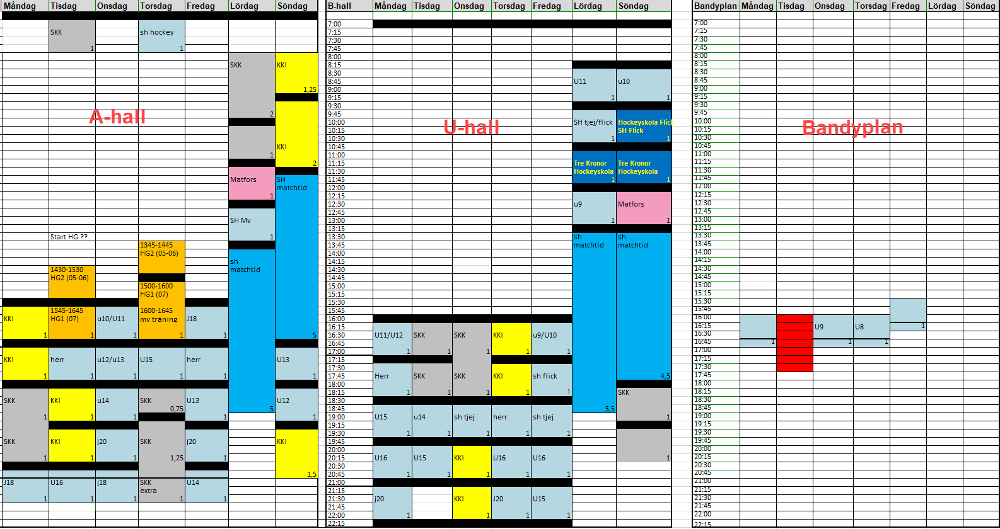 Måndag Tisdag Onsdag Torsdag Fredag Lördag Söndag
SKK 1
sh hockey 1
SKK 2
KKI 1,25
1
KKI 2
Matfors 1
SH matchtid 5
SH Mv 1
Start HG ??
1345-1445
HG2 (05-06)
sh
matchtid 5
1430-1530
HG2 (05-06)
1500-1600
HG1 (07)
1600-1645
mv träning 1
KKI 1
1545-1645
HG1 (07) 1
u10/U11 1
J18 1
KKI 1
herr 1
u12/u13 1
U15 1
herr 1
U13 1
SKK 1
KKI 1
u14 1
SKK 0,75
U13 1
U12 1
SKK 1
KKI 1
j20 1
SKK 1,25
j20 1
KKI 1,5
J18 1
U16 1
j18 1
SKK
extra 1
U14 1
A-hall
B-hall Måndag Tisdag Onsdag Torsdag Fredag Lördag Söndag
7:00
7:15
7:30
7:45
8:00
8:15
8:30
8:45
9:00
9:15
9:30
9:45
10:00
10:15
10:30
10:45
11:00
11:15
11:30
11:45
12:00
12:15
12:30
12:45
13:00
13:15
13:30
13:45
14:00
14:15
14:30
14:45
15:00
15:15
15:30
15:45
16:00
16:15
16:30
16:45
17:00
17:15
17:30
17:45
18:00
18:15
18:30
18:45
19:00
19:15
19:30
19:45
20:00
20:15
20:30
20:45
21:00
21:15
21:30
21:45
22:00
22:15
U11 1
u10 1
SH tjej/flick 1
Hockeyskola Flick
SH Flick 1
Tre Kronor
Hockeyskola 1
Tre Kronor
Hockeyskola 1
u9 1
Matfors 1
sh
matchtid 5,5
sh
matchtid 4,5
U11/U12 1
SKK 1
SKK
KKI 1
u9/U10 1
Herr 1
SKK 1
SKK 1
KKI 1
sh flick 1
SKK 1
U15 1
u14 1
sh tjej 1
herr 1
sh tjej 1
1
U16 1
U15 1
KKI 1
U16 1
U16 1
j20 1
KKI 1
J20 1
U15 1
U-hall
Bandyplan Måndag Tisdag Onsdag Torsdag Fredag Lördag Söndag
7:00
7:15
7:30
7:45
8:00
8:15
8:30
8:45
9:00
9:15
9:30
9:45
10:00
10:15
10:30
10:45
11:00
11:15
11:30
11:45
12:00
12:15
12:30
12:45
13:00
13:15
13:30
13:45
14:00
14:15
14:30
14:45
15:00
15:15
15:30
15:45
16:00
16:15
16:30
16:45
17:00
17:15
17:30
17:45
18:00
18:15
18:30
18:45
19:00
19:15
19:30
19:45
20:00
20:15
20:30
20:45
21:00
21:15
21:30
21:45
22:00
22:15
1
U9 1
U8 1
1
Bandyplan